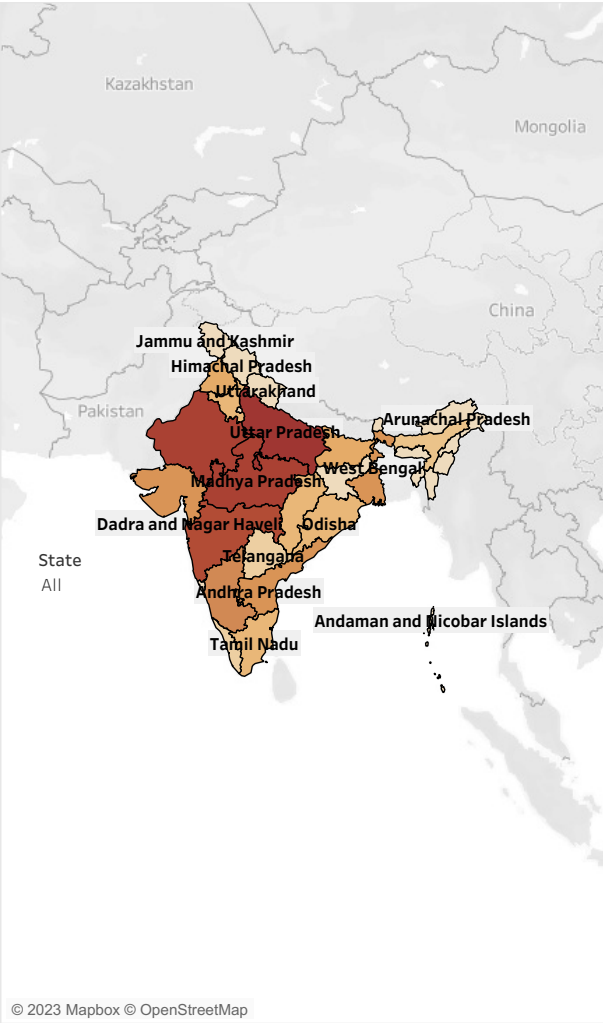 Kazakhstan
Mongolia
China
Jammu and Kashmir
Himachal Pradesh
Uttarakhand
Pakistan
Arunachal Pradesh
Uttar Pradesh
West Bengal
Madhya Pradesh
Dadra and Nagar Haveli
Odisha
Telangana
State
All
Andhra Pradesh
Andaman and Nicobar Islands
Tamil Nadu
© 2023 Mapbox © OpenStreetMap